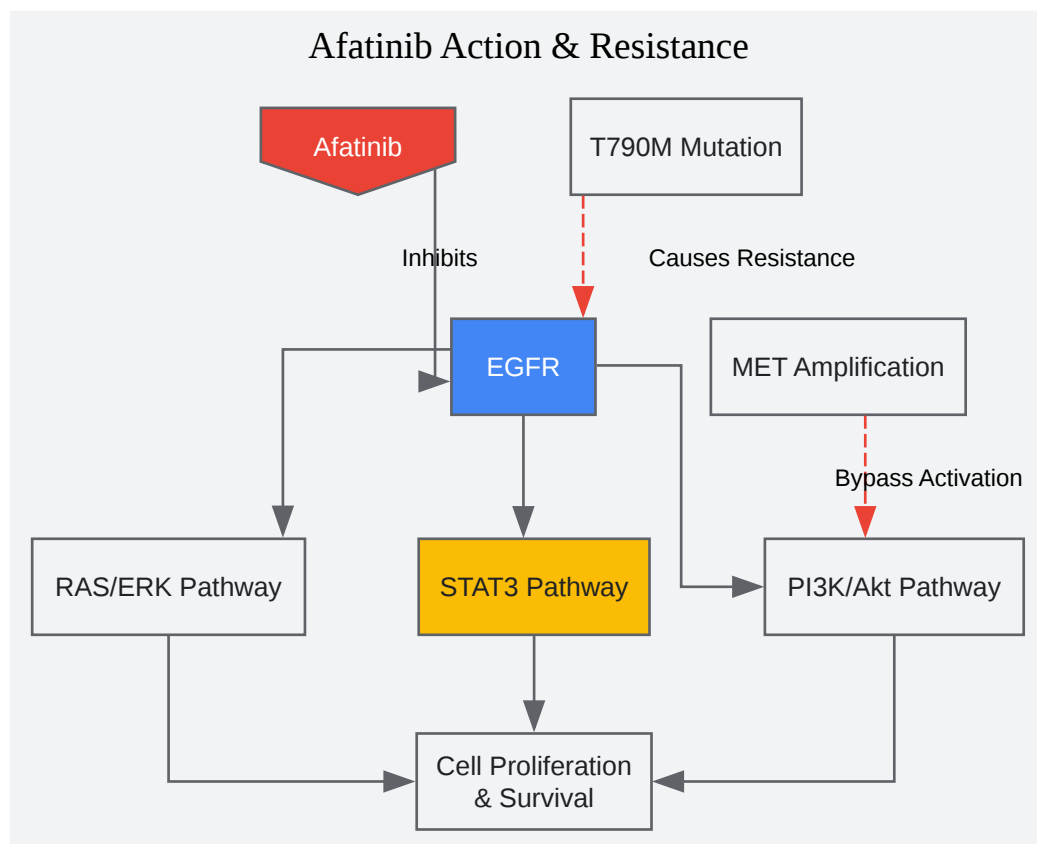 Afatinib Action & Resistance
Afatinib
T790M Mutation
Inhibits
Causes Resistance
EGFR
MET Amplification
Bypass Activation
RAS/ERK Pathway
STAT3 Pathway
PI3K/Akt Pathway
Cell Proliferation
& Survival